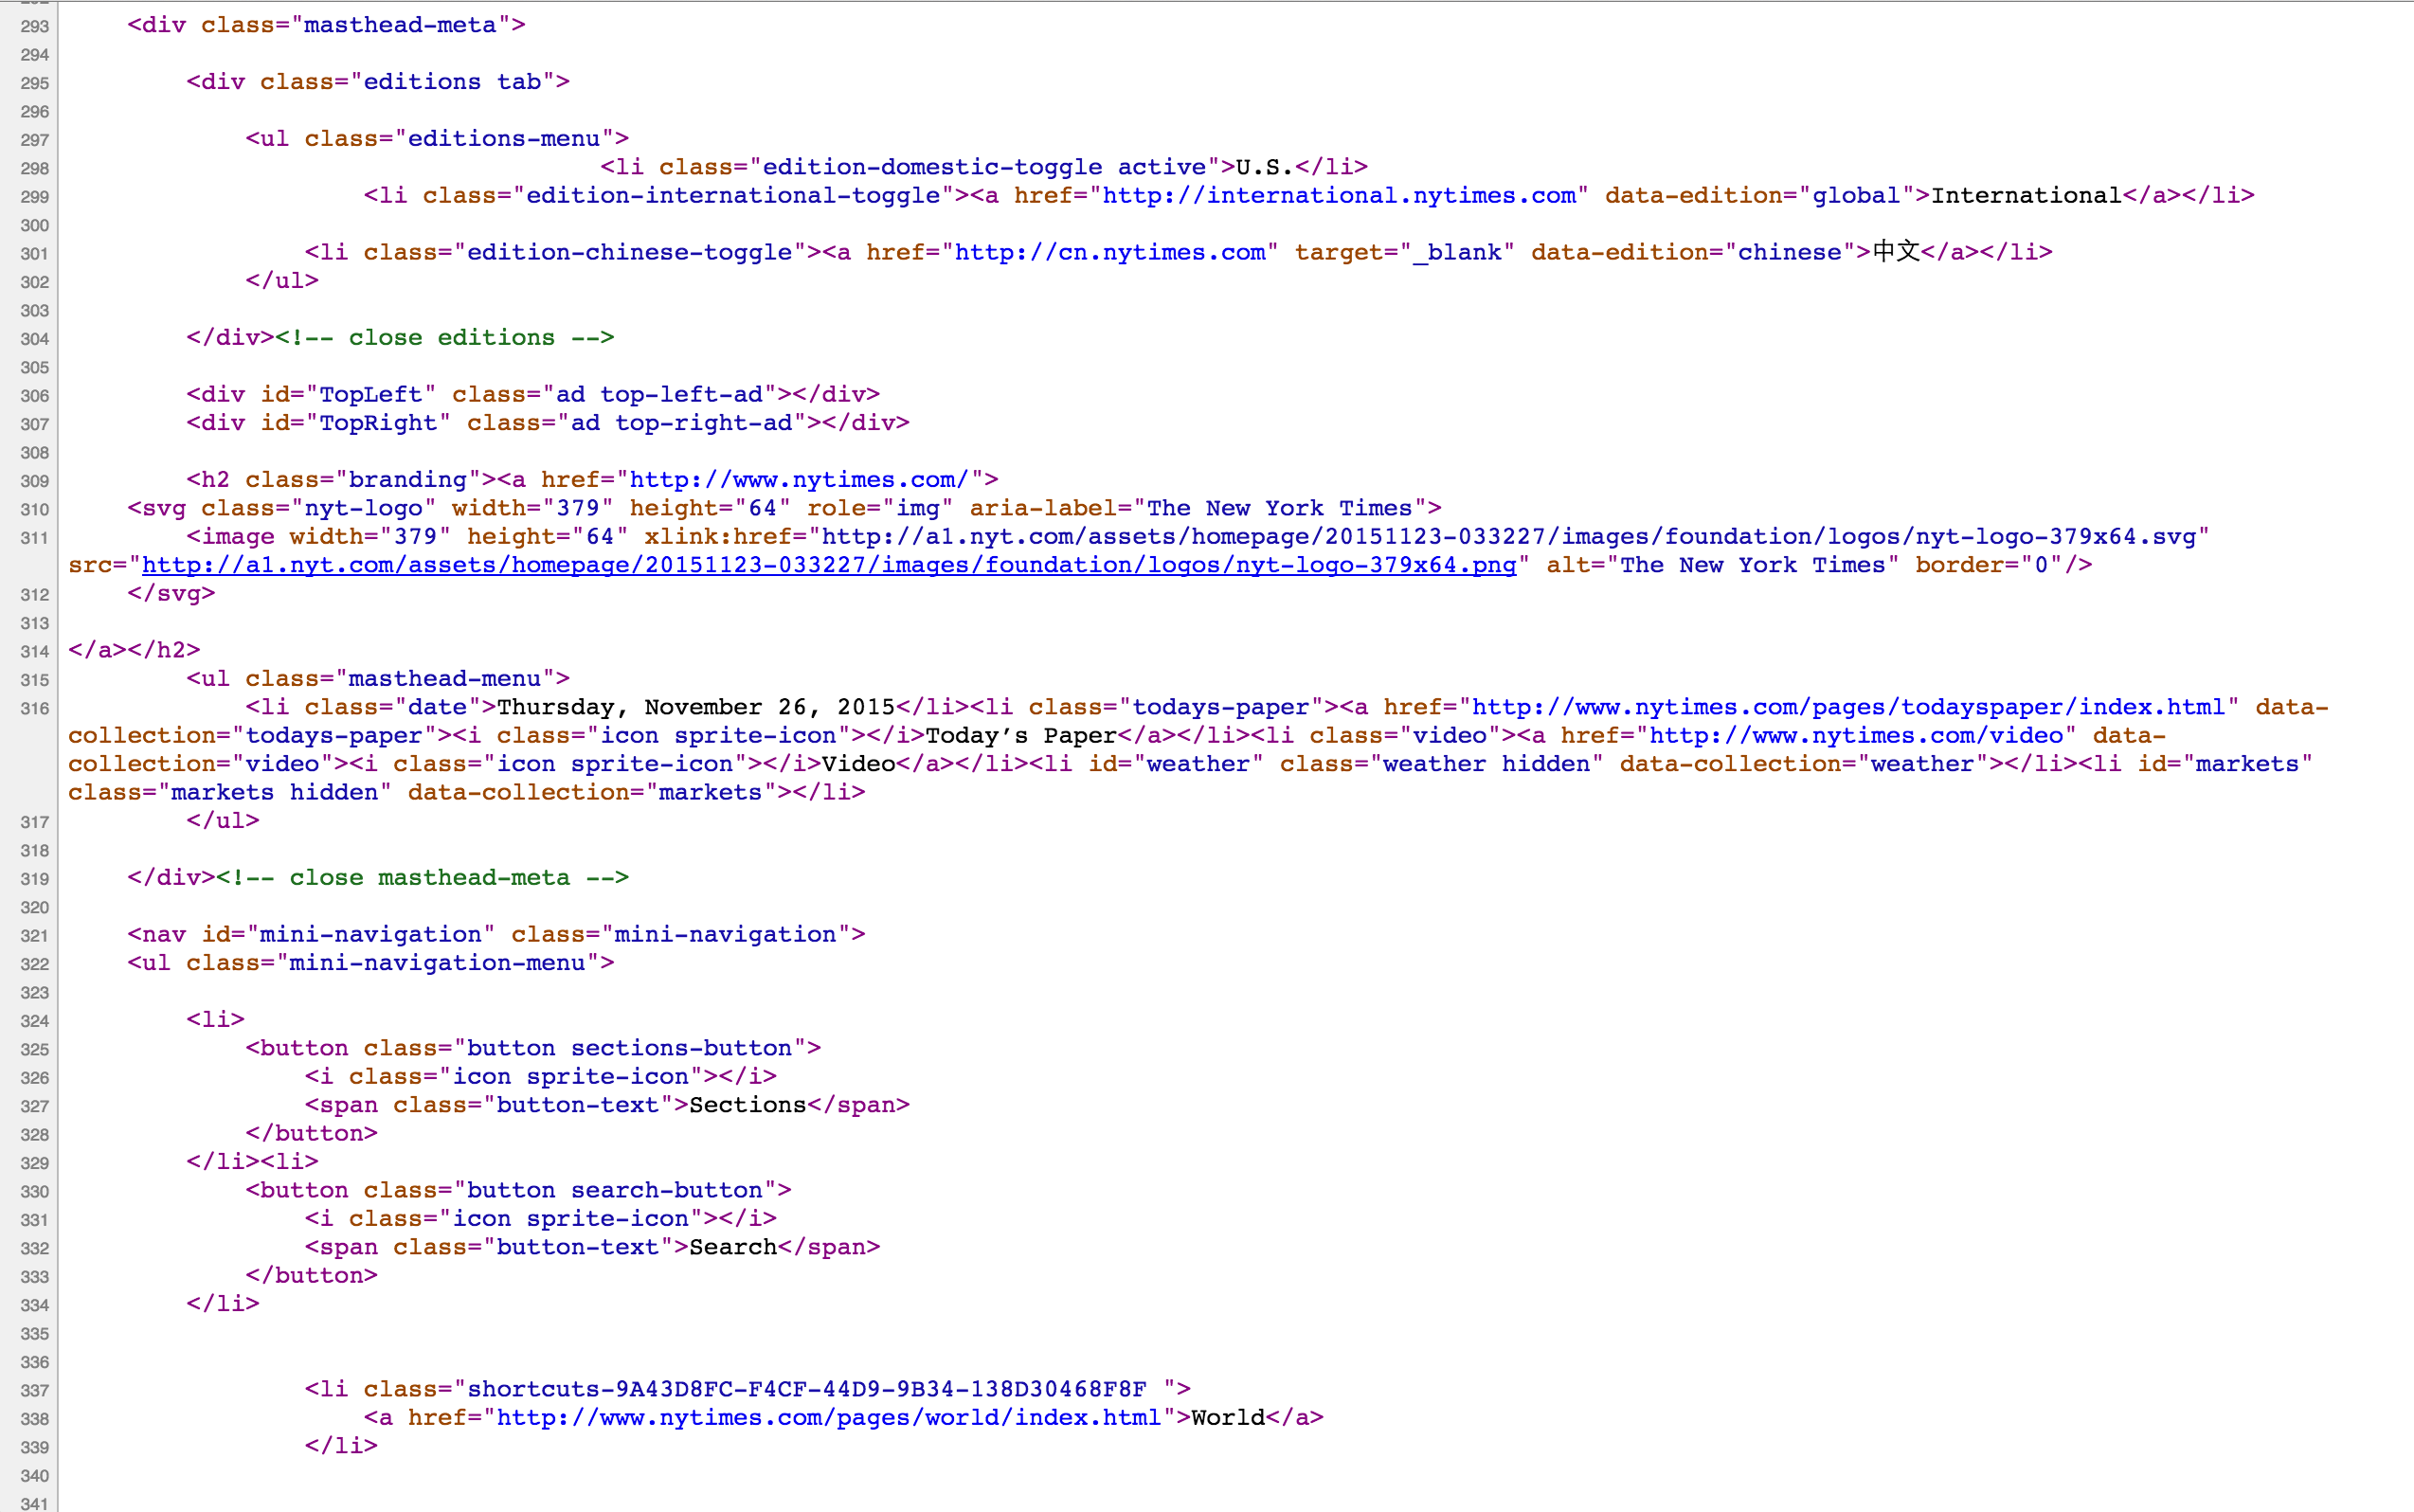 293     <div class="masthead-meta">
294
295         <div class="editions tab">
296
297             <ul class="editions-menu">
298                                     <li class="edition-domestic-toggle active">U.S.</li>
299                     <li class="edition-international-toggle"><a href="http://international.nytimes.com" data-edition="global">International</a></li>
300
301                 <li class="edition-chinese-toggle"><a href="http://cn.nytimes.com" target="_blank" data-edition="chinese">中文</a></li>
302             </ul>
303
304         </div><!-- close editions -->
305
306         <div id="TopLeft" class="ad top-left-ad"></div>
307         <div id="TopRight" class="ad top-right-ad"></div>
308
309         <h2 class="branding"><a href="http://www.nytimes.com/">
310     <svg class="nyt-logo" width="379" height="64" role="img" aria-label="The New York Times">
311         <image width="379" height="64" xlink:href="http://a1.nyt.com/assets/homepage/20151123-033227/images/foundation/logos/nyt-logo-379x64.svg"
src="http://a1.nyt.com/assets/homepage/20151123-033227/images/foundation/logos/nyt-logo-379x64.png" alt="The New York Times" border="0"/>
312     </svg>
313
314 </a></h2>
315         <ul class="masthead-menu">
316             <li class="date">Thursday, November 26, 2015</li><li class="todays-paper"><a href="http://www.nytimes.com/pages/todayspaper/index.html" data-
collection="todays-paper"><i class="icon sprite-icon"></i>Today’s Paper</a></li><li class="video"><a href="http://www.nytimes.com/video" data-
collection="video"><i class="icon sprite-icon"></i>Video</a></li><li id="weather" class="weather hidden" data-collection="weather"></li><li id="markets"
class="markets hidden" data-collection="markets"></li>
317         </ul>
318
319     </div><!-- close masthead-meta -->
320
321     <nav id="mini-navigation" class="mini-navigation">
322     <ul class="mini-navigation-menu">
323
324         <li>
325             <button class="button sections-button">
326                 <i class="icon sprite-icon"></i>
327                 <span class="button-text">Sections</span>
328             </button>
329         </li><li>
330             <button class="button search-button">
331                 <i class="icon sprite-icon"></i>
332                 <span class="button-text">Search</span>
333             </button>
334         </li>
335
336
337                 <li class="shortcuts-9A43D8FC-F4CF-44D9-9B34-138D30468F8F ">
338                     <a href="http://www.nytimes.com/pages/world/index.html">World</a>
339                 </li>
340
341